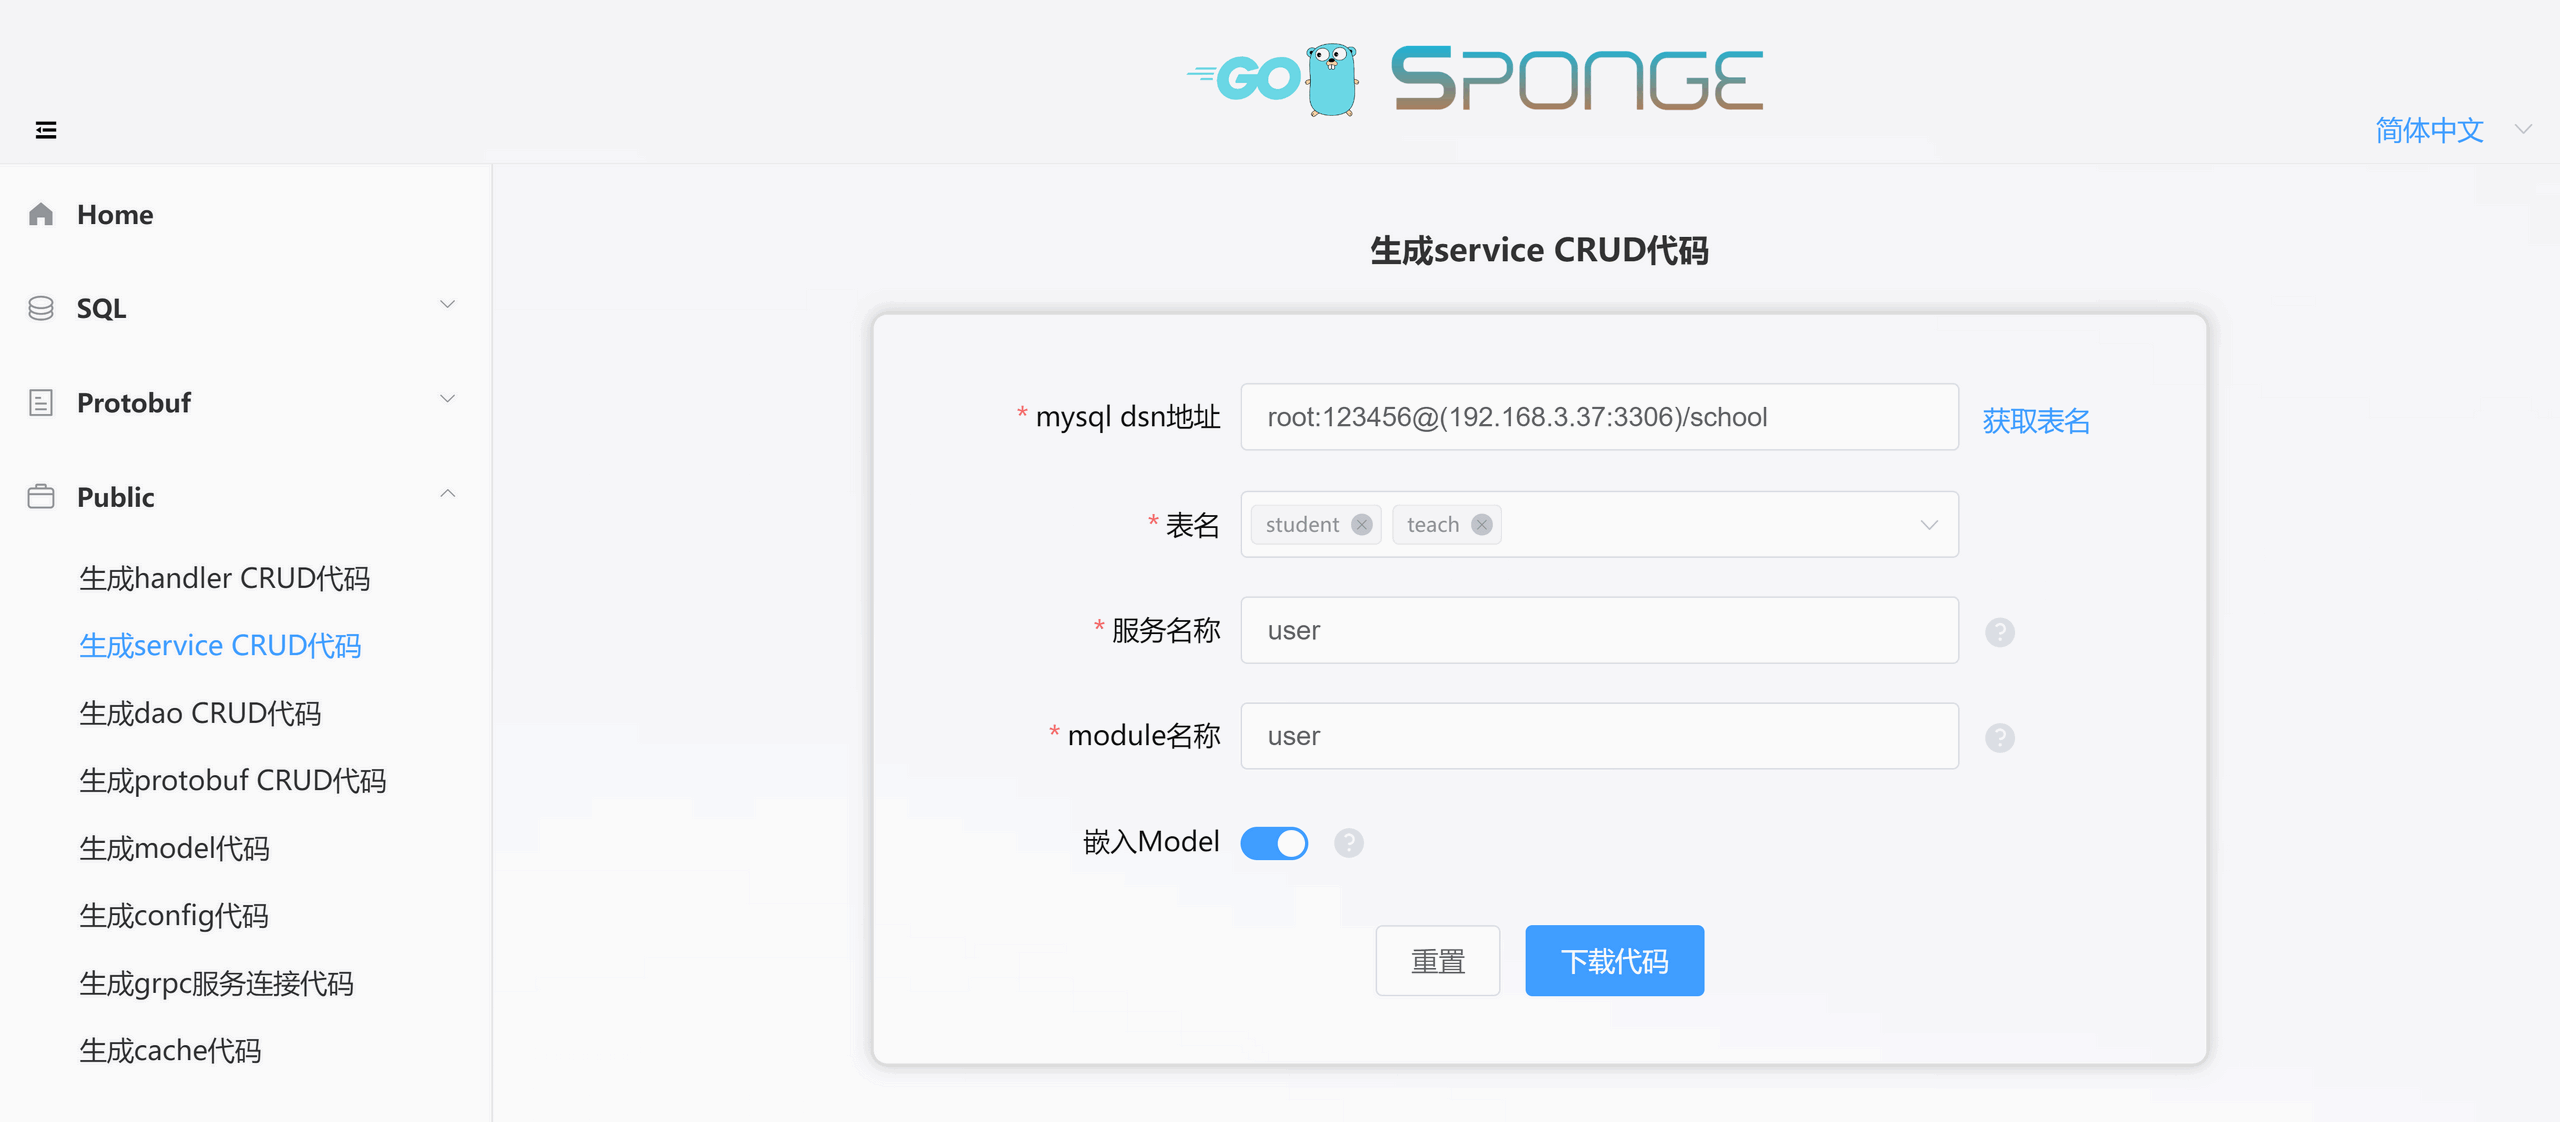 GO SPONGE
简体中文
Home
SQL
Protobuf
Public
生成handler CRUD代码
生成service CRUD代码
生成dao CRUD代码
生成protobuf CRUD代码
生成model代码
生成config代码
生成grpc服务连接代码
生成cache代码
生成service CRUD代码
* mysql dsn地址 root:123456@(192.168.3.37:3306)/school 获取表名
* 表名 student teach
* 服务名称 user ?
* module名称 user ?
嵌入Model ?
重置 下载代码